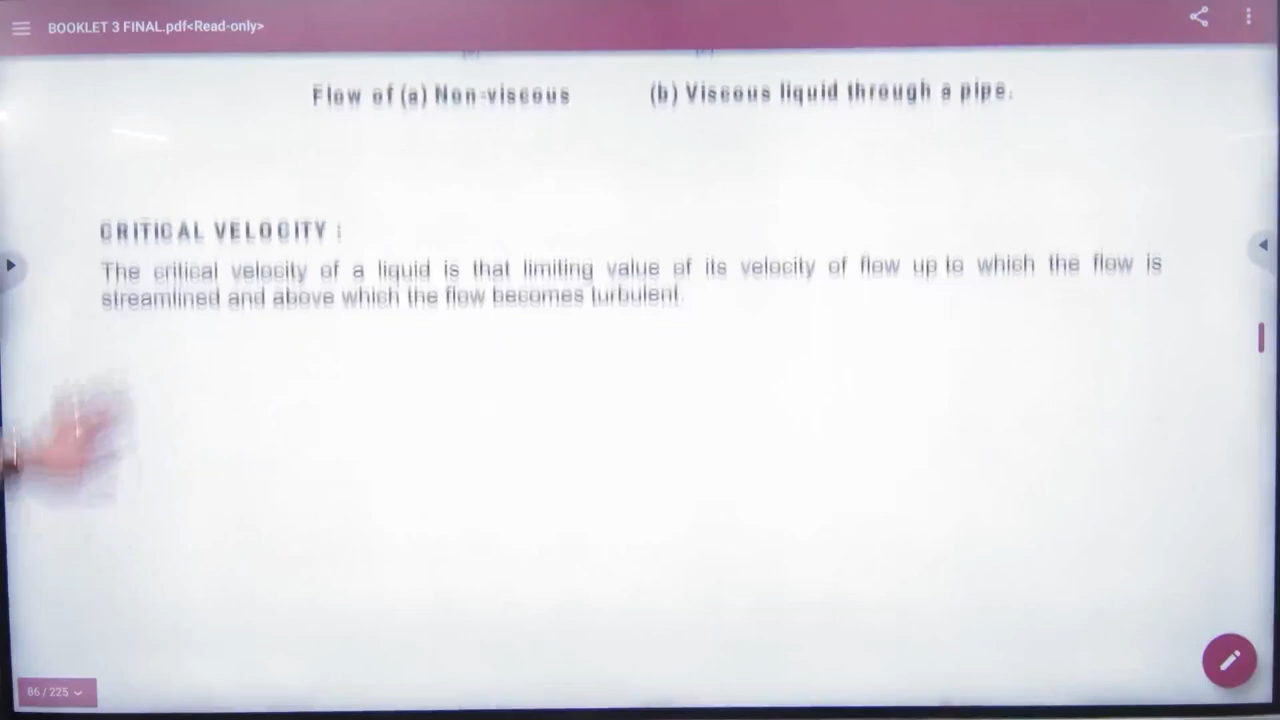 BOOKLET 3 FINAL.pdf<Read-only>
Flow of (a) Non-viscous (b) Viscous liquid through a pipe.
CRITICAL VELOCITY :
The critical velocity of a liquid is that limiting value of its velocity of flow up to which the flow is
streamlined and above which the flow becomes turbulent.
86 / 225